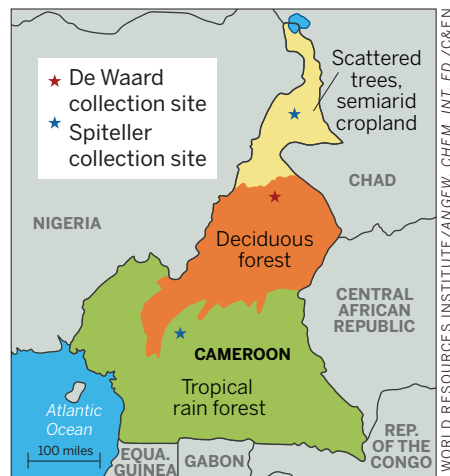 De Waard
collection site
Spiteller
collection site
Scattered
trees,
semiarid
cropland
CHAD
NIGERIA
Deciduous
forest
CENTRAL
AFRICAN
REPUBLIC
CAMEROON
Tropical
rain forest
Atlantic
Ocean
100 miles
EQUA.
GUINEA
GABON
REP.
OF THE
CONGO
WORLD RESOURCES INSTITUTE/ANGEW. CHEM. INT. ED./C&EN